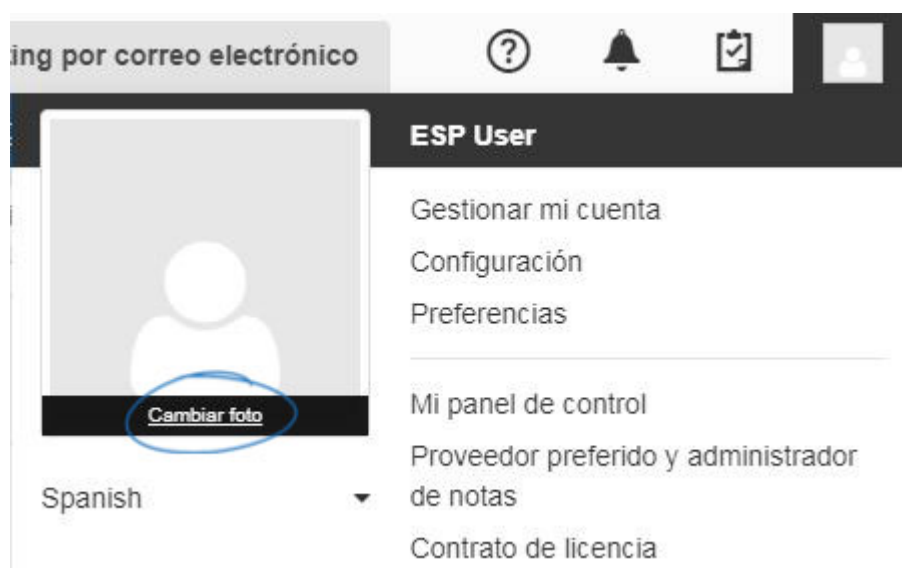 ing por correo electrónico
ESP User
Gestionar mi cuenta
Configuración
Preferencias
Cambiar foto
Mi panel de control
Proveedor preferido y administrador
de notas
Spanish
Contrato de licencia